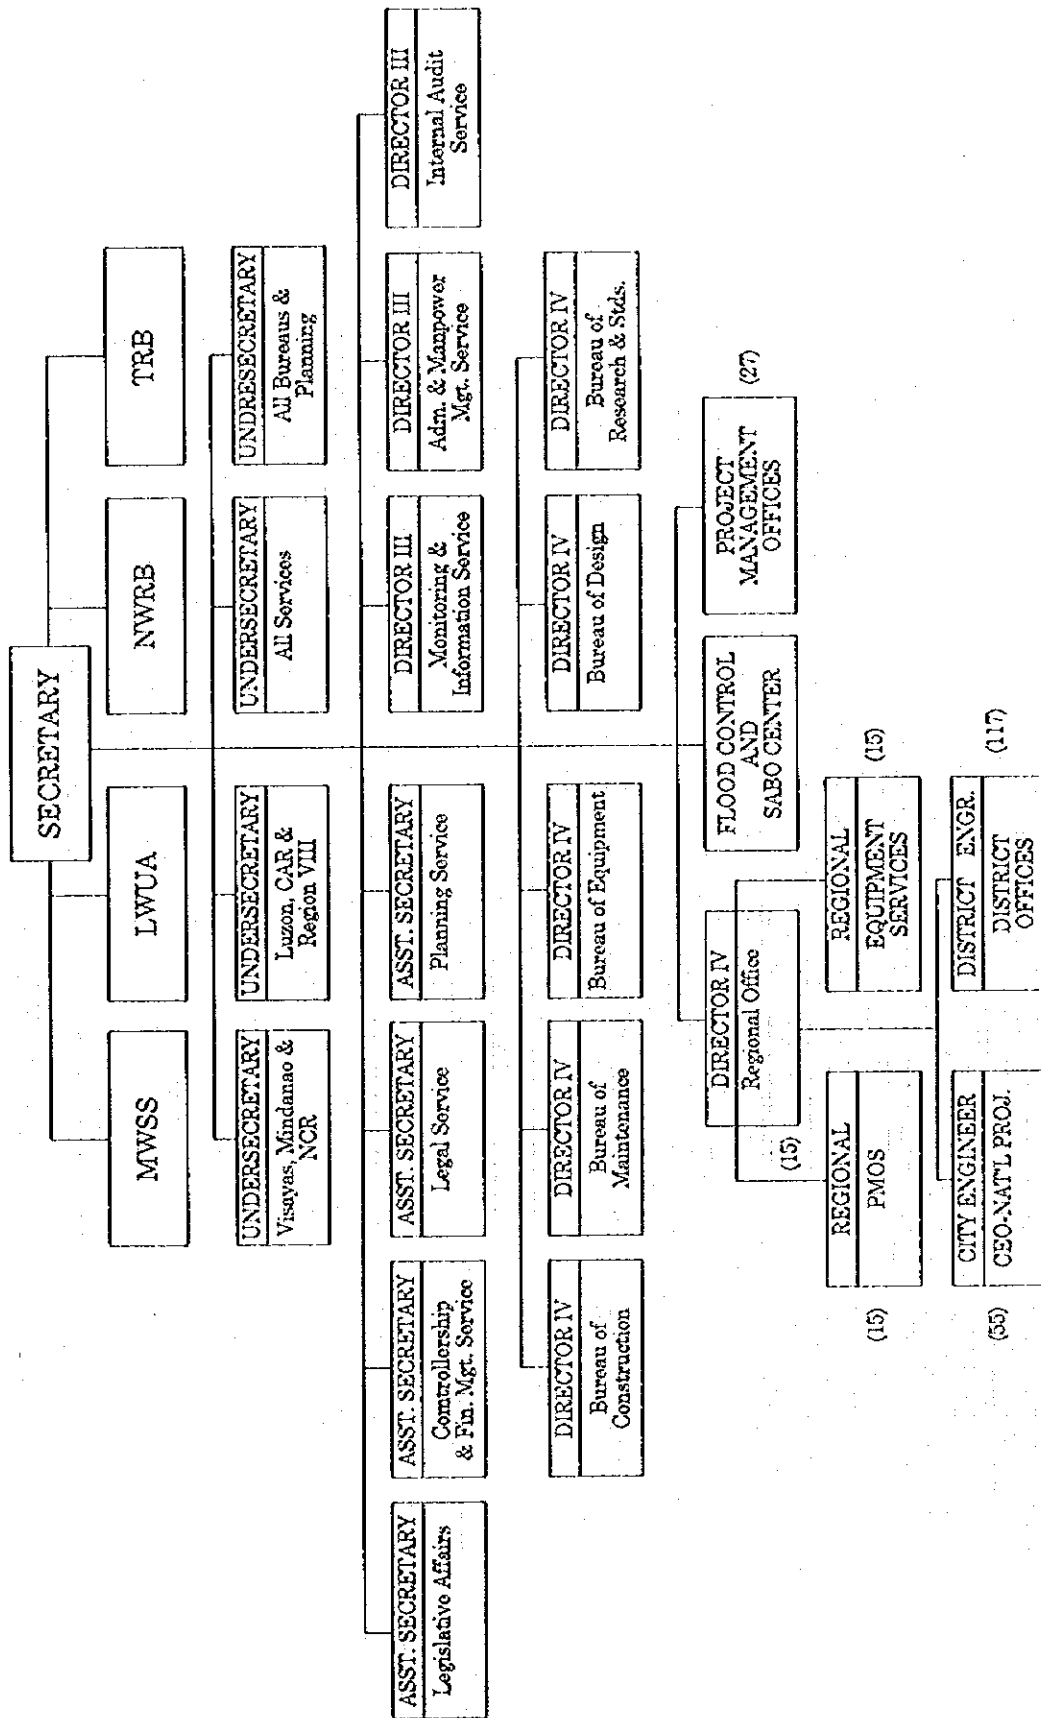 SECRETARY
MWSS
LWUA
NWRB
TRB
UNDERSECRETARY
Visayas, Mindanao &
NCR
UNDERSECRETARY
Luzon, CAR &
Region VIII
UNDERSECRETARY
All Services
UNDRESECRETARY
All Bureaus &
Planning
ASST. SECRETARY
Legislative Affairs
ASST. SECRETARY
Comtrollership
& Fin. Mgt. Service
ASST. SECRETARY
Legal Service
ASST. SECRETARY
Planning Service
DIRECTOR III
Monitoring &
Information Service
DIRECTOR III
Adm. & Manpower
Mgt. Service
DIRECTOR III
Internal Audit
Service
DIRECTOR IV
Bureau of
Construction
DIRECTOR IV
Bureau of
Maintenance
DIRECTOR IV
Bureau of Equipment
DIRECTOR IV
Bureau of Design
DIRECTOR IV
Bureau of
Research & Stds.
DIRECTOR IV
Regional Office
(15)
FLOOD CONTROL
AND
SABO CENTER
PROJECT
MANAGEMENT
OFFICES
(27)
(15)
REGIONAL
PMOS
REGIONAL
EQUIPMENT
SERVICES
(15)
(55)
CITY ENGINEER
CEO-NAT'L PROJ.
DISTRICT ENGR.
DISTRICT
OFFICES
(117)